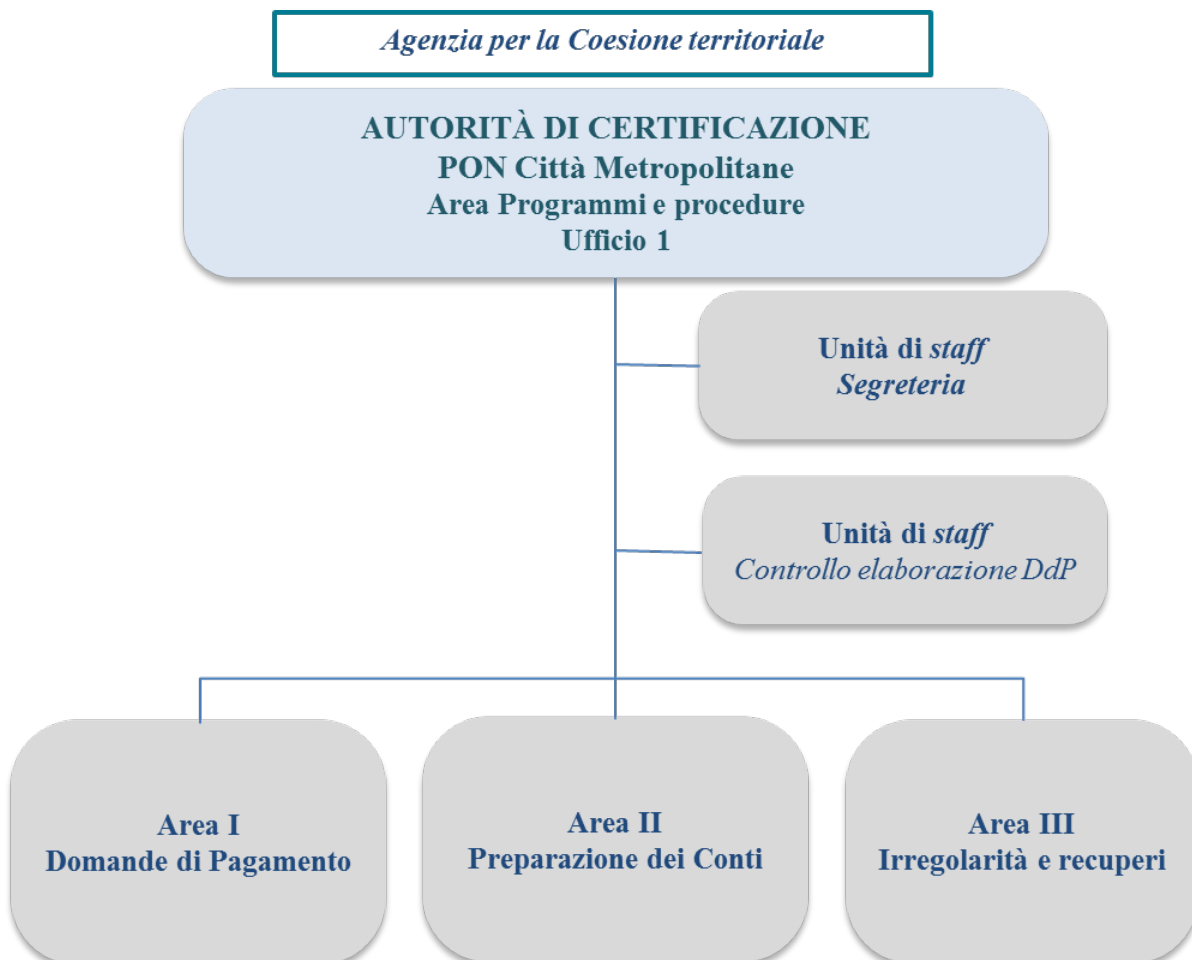 Agenzia per la Coesione territoriale
AUTORITÀ DI CERTIFICAZIONE
PON Città Metropolitane
Area Programmi e procedure
Ufficio 1
Unità di staff
Segreteria
Unità di staff
Controllo elaborazione DdP
Area I
Domande di Pagamento
Area II
Preparazione dei Conti
Area III
Irregolarità e recuperi